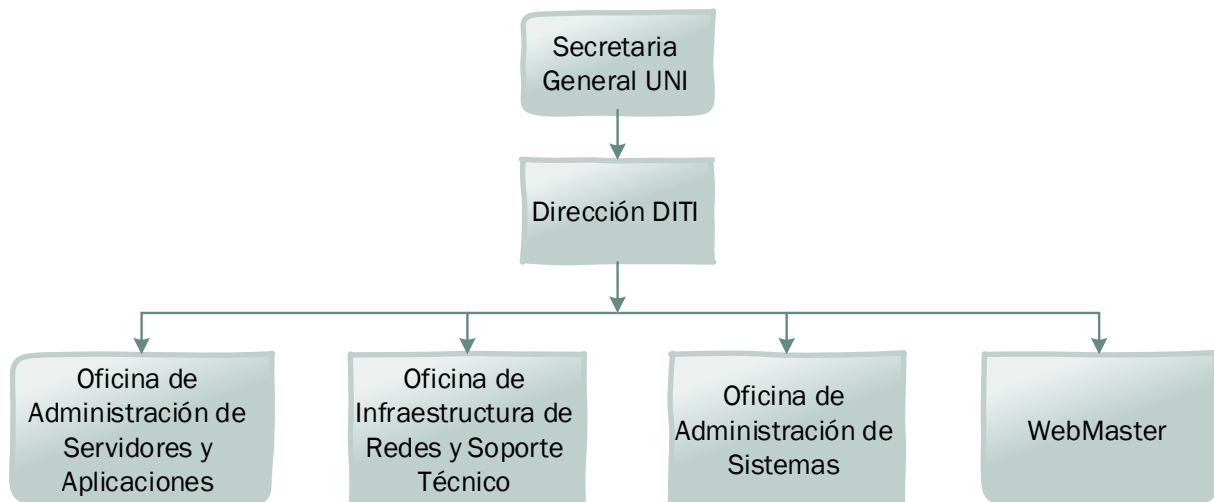 Secretaria
General UNI
Dirección DITI
Oficina de
Administración de
Servidores y
Aplicaciones
Oficina de
Infraestructura de
Redes y Soporte
Técnico
Oficina de
Administración de
Sistemas
WebMaster